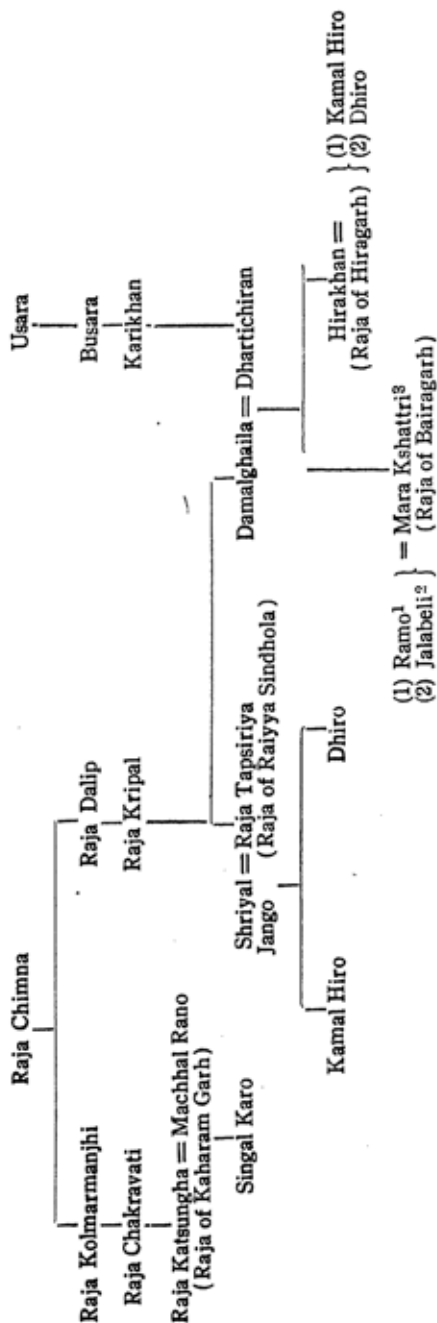 Raja Chimna
Usara
Raja Kolmarmanjhi
Raja Dalip
Busara
Raja Chakravati
Raja Kripal
Karikhan
Raja Katsungha = Machhal Rano
(Raja of Kaharam Garh)
Singal Karo
Shriyal = Raja Tapsiriya
Jango (Raja of Raiyya Sindhola)
Damalghaila = Dhartichiran
Kamal Hiro
Dhiro
Hirakhan = } (1) Kamal Hiro
(Raja of Hiragarh) } (2) Dhiro
(1) Ramo¹ } = Mara Kshattri³
(2) Jalabeli² } (Raja of Bairagarh)